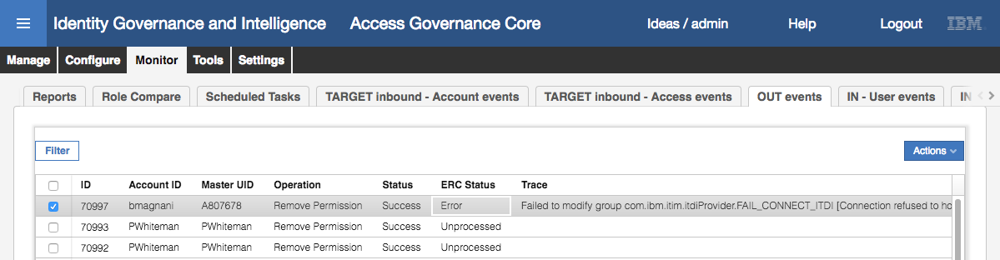 Identity Governance and Intelligence Access Governance Core Ideas / admin Help Logout IBM
Manage Configure Monitor Tools Settings
Reports Role Compare Scheduled Tasks TARGET inbound - Account events TARGET inbound - Access events OUT events IN - User events IN
Filter Actions
ID Account ID Master UID Operation Status ERC Status Trace
70997 bmagnani A807678 Remove Permission Success Error Failed to modify group com.ibm.itim.itdiProvider.FAIL_CONNECT_ITDI [Connection refused to ho
70993 PWhiteman PWhiteman Remove Permission Success Unprocessed
70992 PWhiteman PWhiteman Remove Permission Success Unprocessed